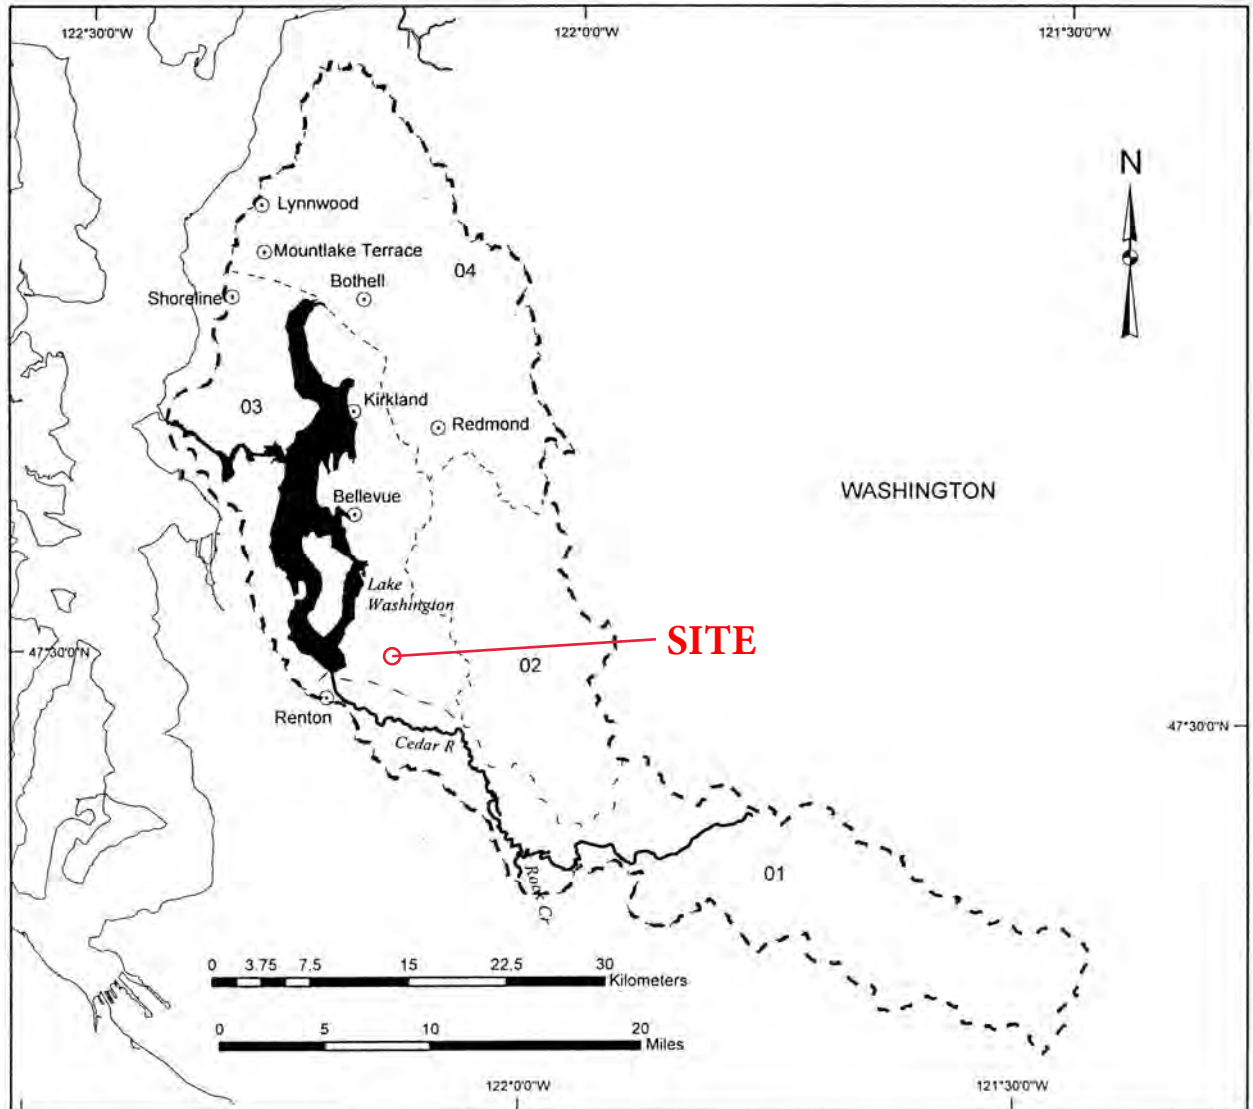 122°30'0"W
122°0'0"W
121°30'0"W
N
Lynnwood
Mountlake Terrace
04
Bothell
Shoreline
Kirkland
03
Redmond
WASHINGTON
Bellevue
Lake
Washington
SITE
47°30'0"N
02
Renton
47°30'0"N
Cedar R
Rock Cr
01
0 3.75 7.5 15 22.5 30
Kilometers
0 5 10 20
Miles
122°0'0"W
121°30'0"W